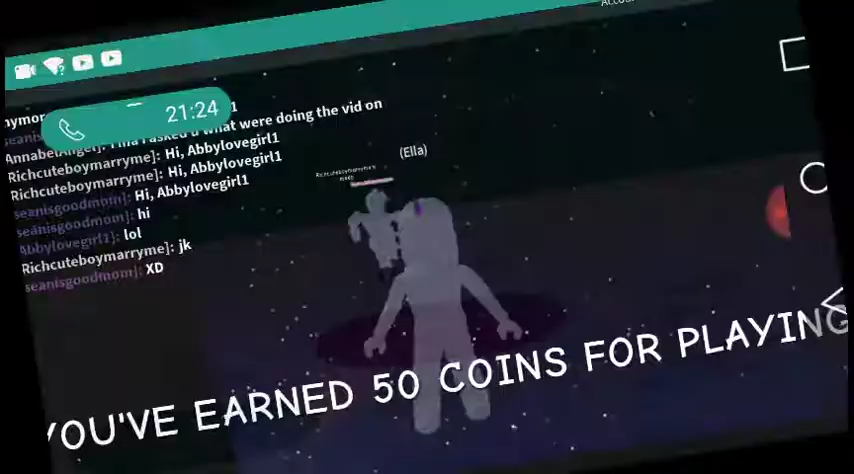 21:24
AnnabelAngel]: I ma I asked u what were doing the vid on
Richcuteboymarryme]: Hi, Abbylovegirl1
Richcuteboymarryme]: Hi, Abbylovegirl1
seanisgoodmom]: Hi, Abbylovegirl1
seanisgoodmom]: hi
Abbylovegirl1]: lol
Richcuteboymarryme]: jk
seanisgoodmom]: XD
(Ella)
YOU'VE EARNED 50 COINS FOR PLAYING